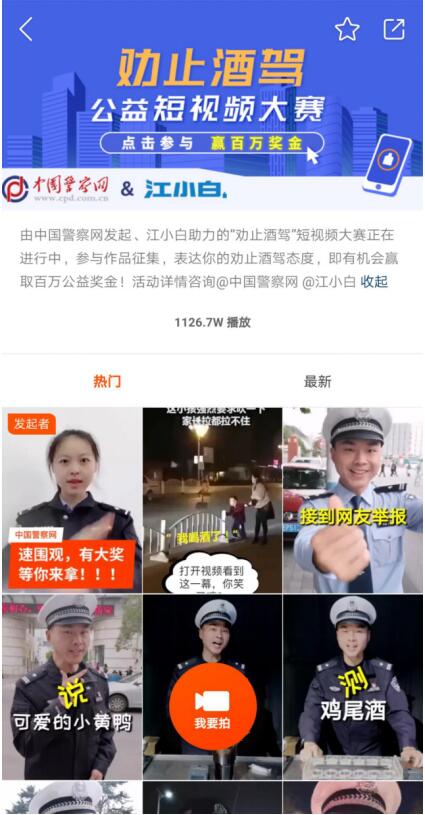 劝止酒驾
公益短视频大赛
点击参与 赢百万奖金
中国警察网
www.cpd.com.cn
& 江小白
由中国警察网发起、江小白助力的“劝止酒驾”短视频大赛正在
进行中，参与作品征集，表达你的劝止酒驾态度，即有机会赢
取百万公益奖金！活动详情咨询@中国警察网 @江小白 收起
1126.7W 播放
热门
最新
发起者
中国警察网
速围观，有大奖
等你来拿！！！
这小孩强烈要求吹一下
家长拉都拉不住
“我喝酒了！”
打开视频看到
这一幕，你笑
接到网友举报
说
可爱的小黄鸭
我要拍
测
鸡尾酒